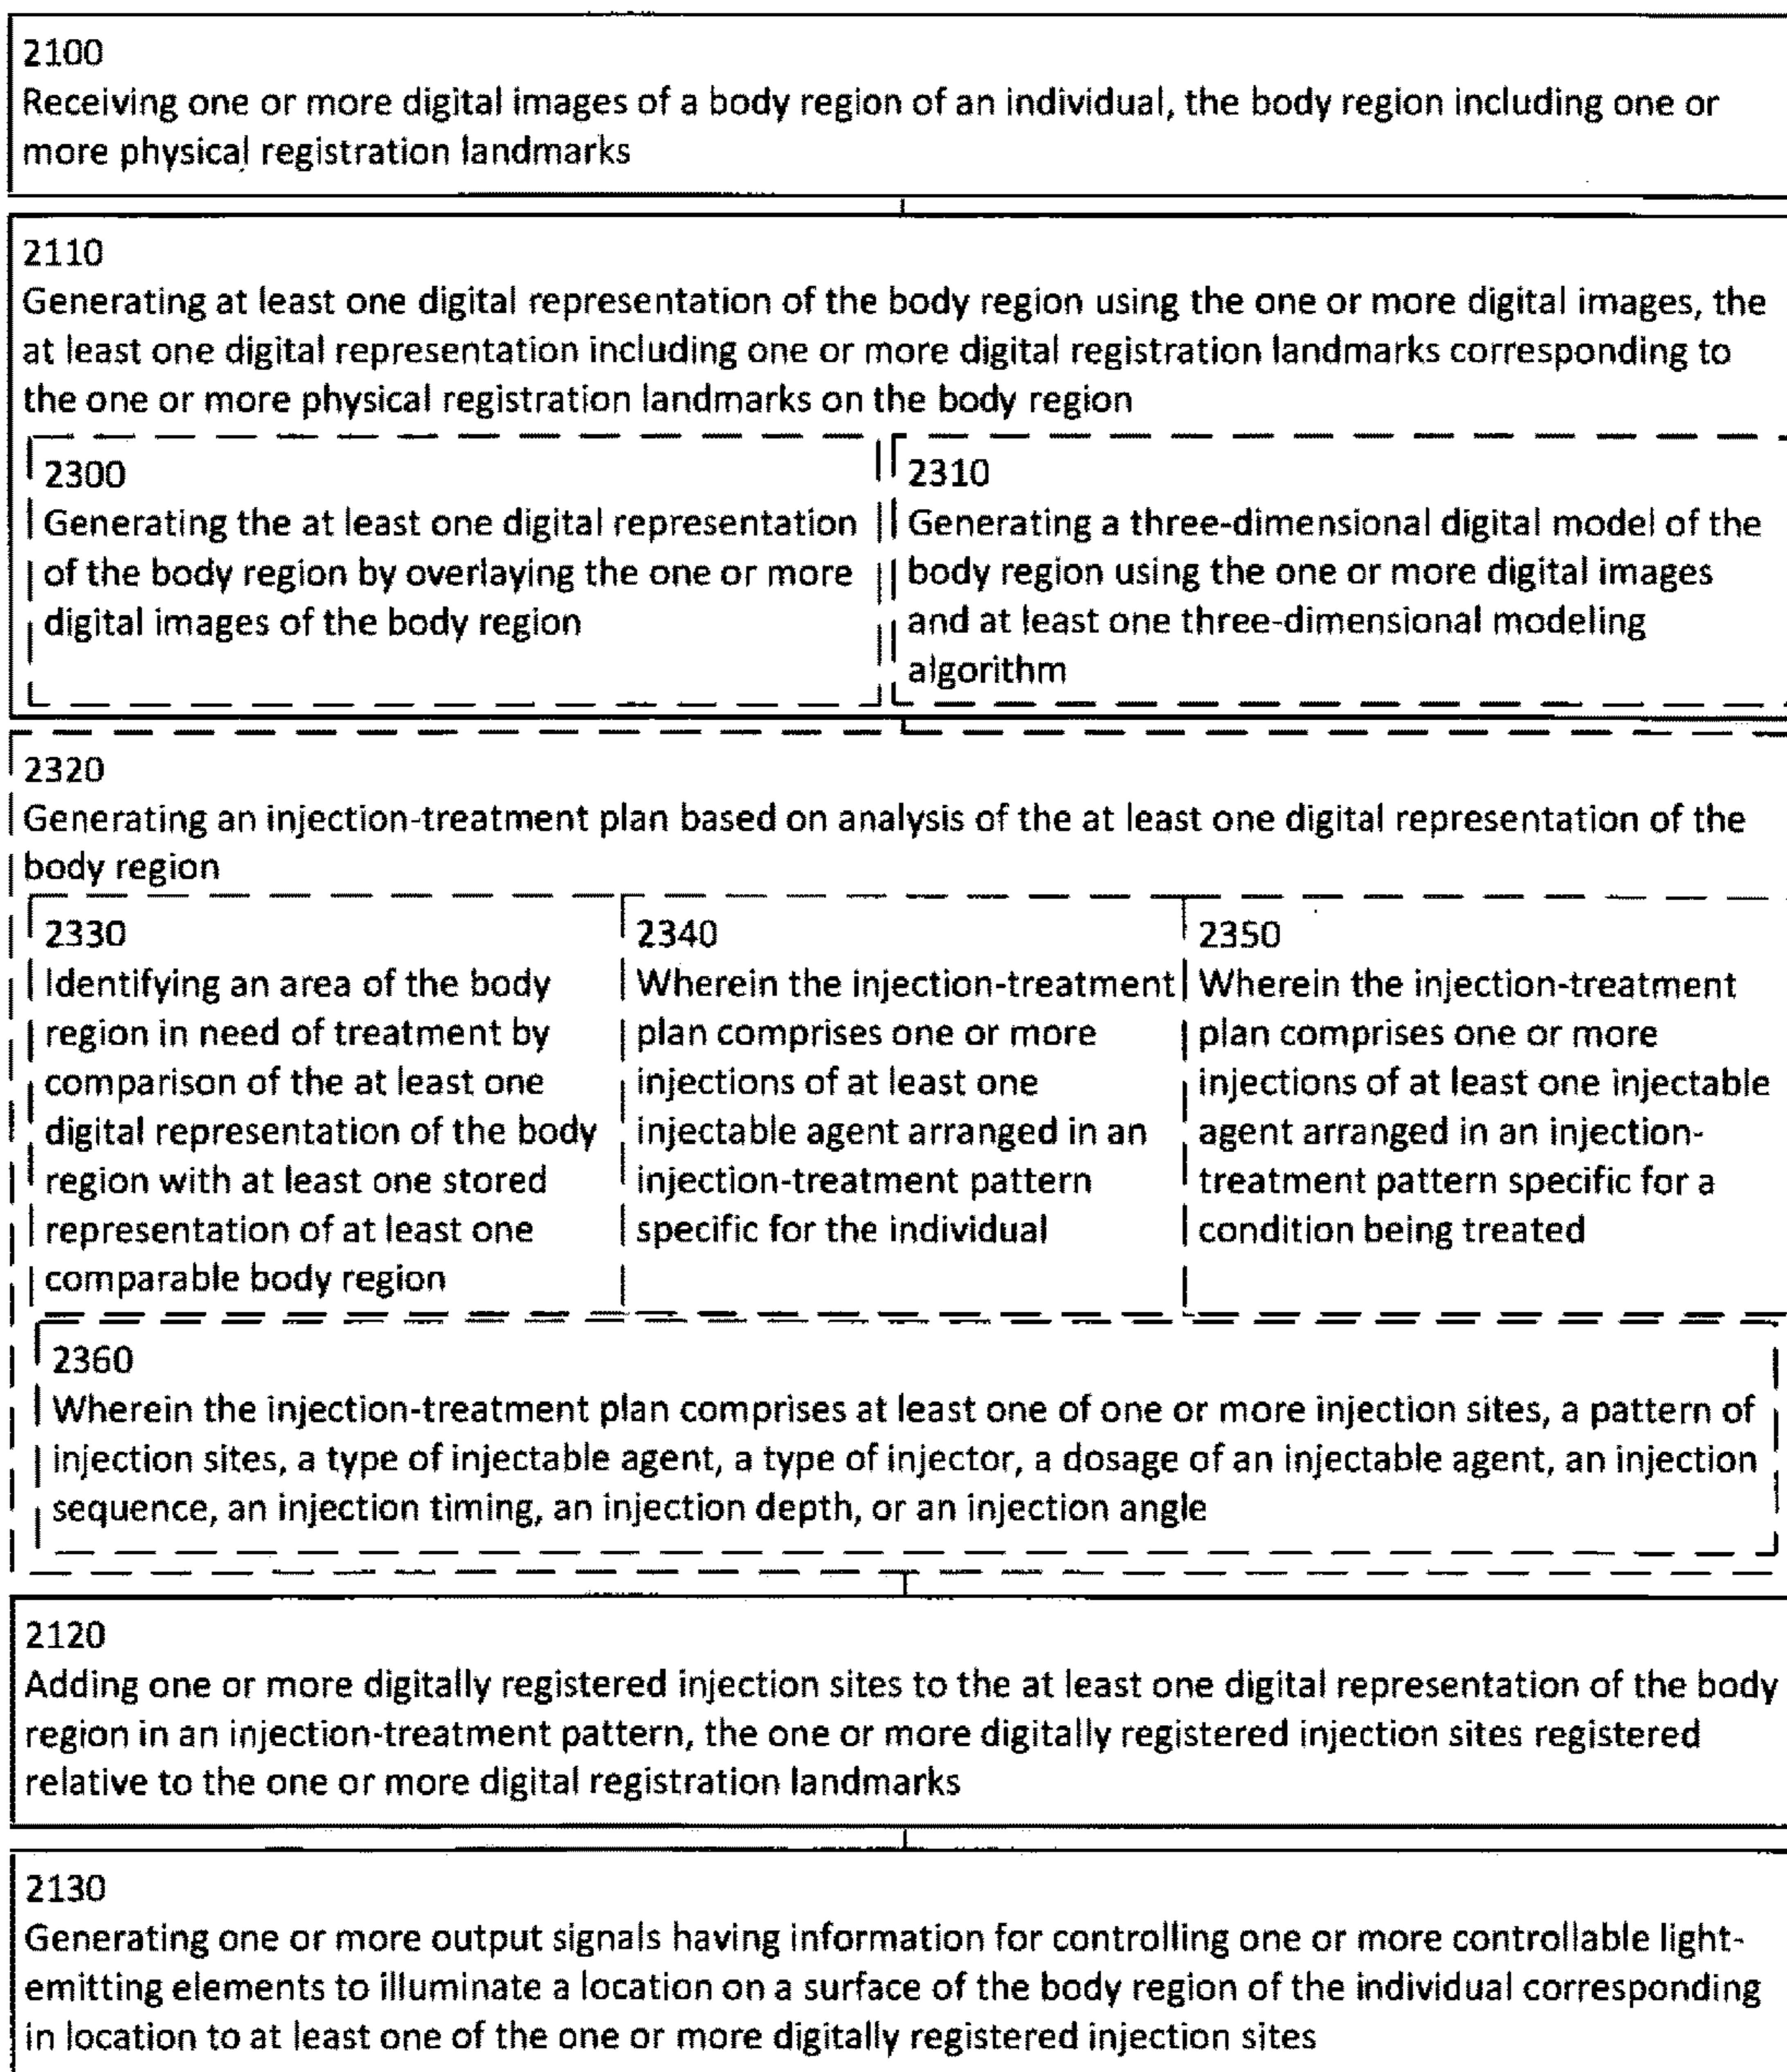 2100
Receiving one or more digital images of a body region of an individual, the body region including one or
more physical registration landmarks
2110
Generating at least one digital representation of the body region using the one or more digital images, the
at least one digital representation including one or more digital registration landmarks corresponding to
the one or more physical registration landmarks on the body region
2300
Generating the at least one digital representation
of the body region by overlaying the one or more
digital images of the body region
2310
Generating a three-dimensional digital model of the
body region using the one or more digital images
and at least one three-dimensional modeling
algorithm
2320
Generating an injection-treatment plan based on analysis of the at least one digital representation of the
body region
2330
Identifying an area of the body
region in need of treatment by
comparison of the at least one
digital representation of the body
region with at least one stored
representation of at least one
comparable body region
2340
Wherein the injection-treatment
plan comprises one or more
injections of at least one
injectable agent arranged in an
injection-treatment pattern
specific for the individual
2350
Wherein the injection-treatment
plan comprises one or more
injections of at least one injectable
agent arranged in an injection-
treatment pattern specific for a
condition being treated
2360
Wherein the injection-treatment plan comprises at least one of one or more injection sites, a pattern of
injection sites, a type of injectable agent, a type of injector, a dosage of an injectable agent, an injection
sequence, an injection timing, an injection depth, or an injection angle
2120
Adding one or more digitally registered injection sites to the at least one digital representation of the body
region in an injection-treatment pattern, the one or more digitally registered injection sites registered
relative to the one or more digital registration landmarks
2130
Generating one or more output signals having information for controlling one or more controllable light-
emitting elements to illuminate a location on a surface of the body region of the individual corresponding
in location to at least one of the one or more digitally registered injection sites